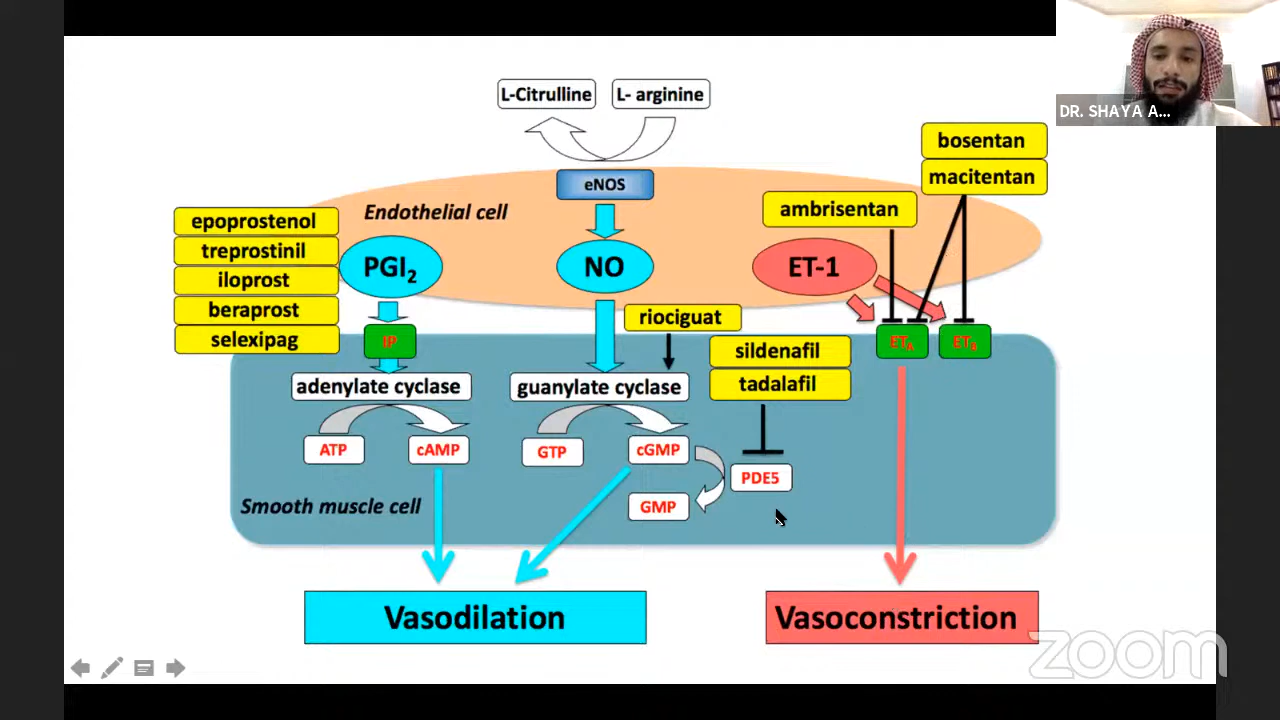 DR. SHAYA A...
L-Citrulline
L- arginine
bosentan
macitentan
eNOS
ambrisentan
Endothelial cell
epoprostenol
treprostinil
iloprost
beraprost
selexipag
PGI₂
NO
ET-1
riociguat
IP
sildenafil
tadalafil
ETA
ETB
adenylate cyclase
guanylate cyclase
ATP
cAMP
GTP
cGMP
PDE5
GMP
Smooth muscle cell
Vasodilation
Vasoconstriction
zoom